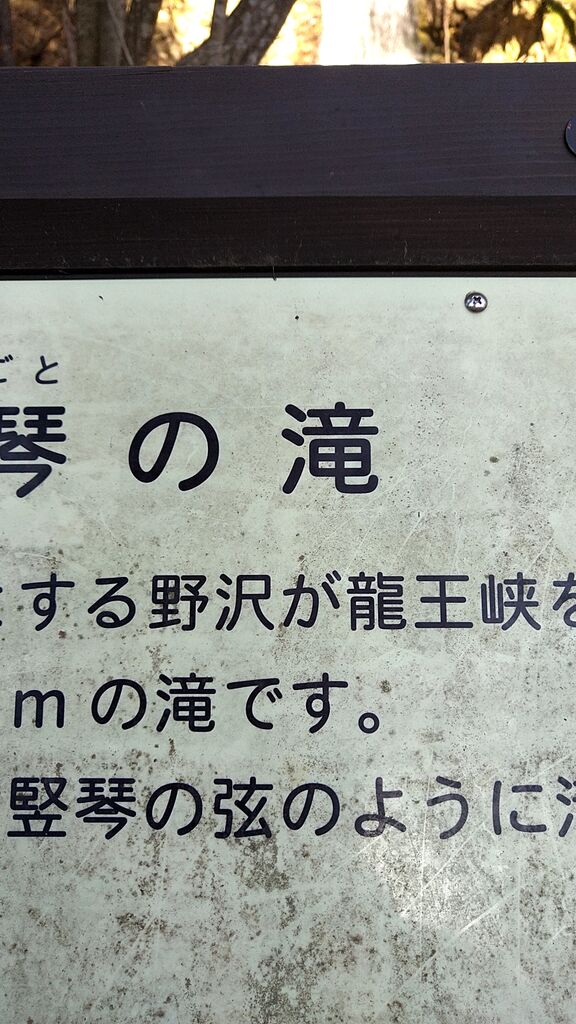 ごと
琴の滝
とする野沢が龍王峡を
mの滝です。
竪琴の弦のように